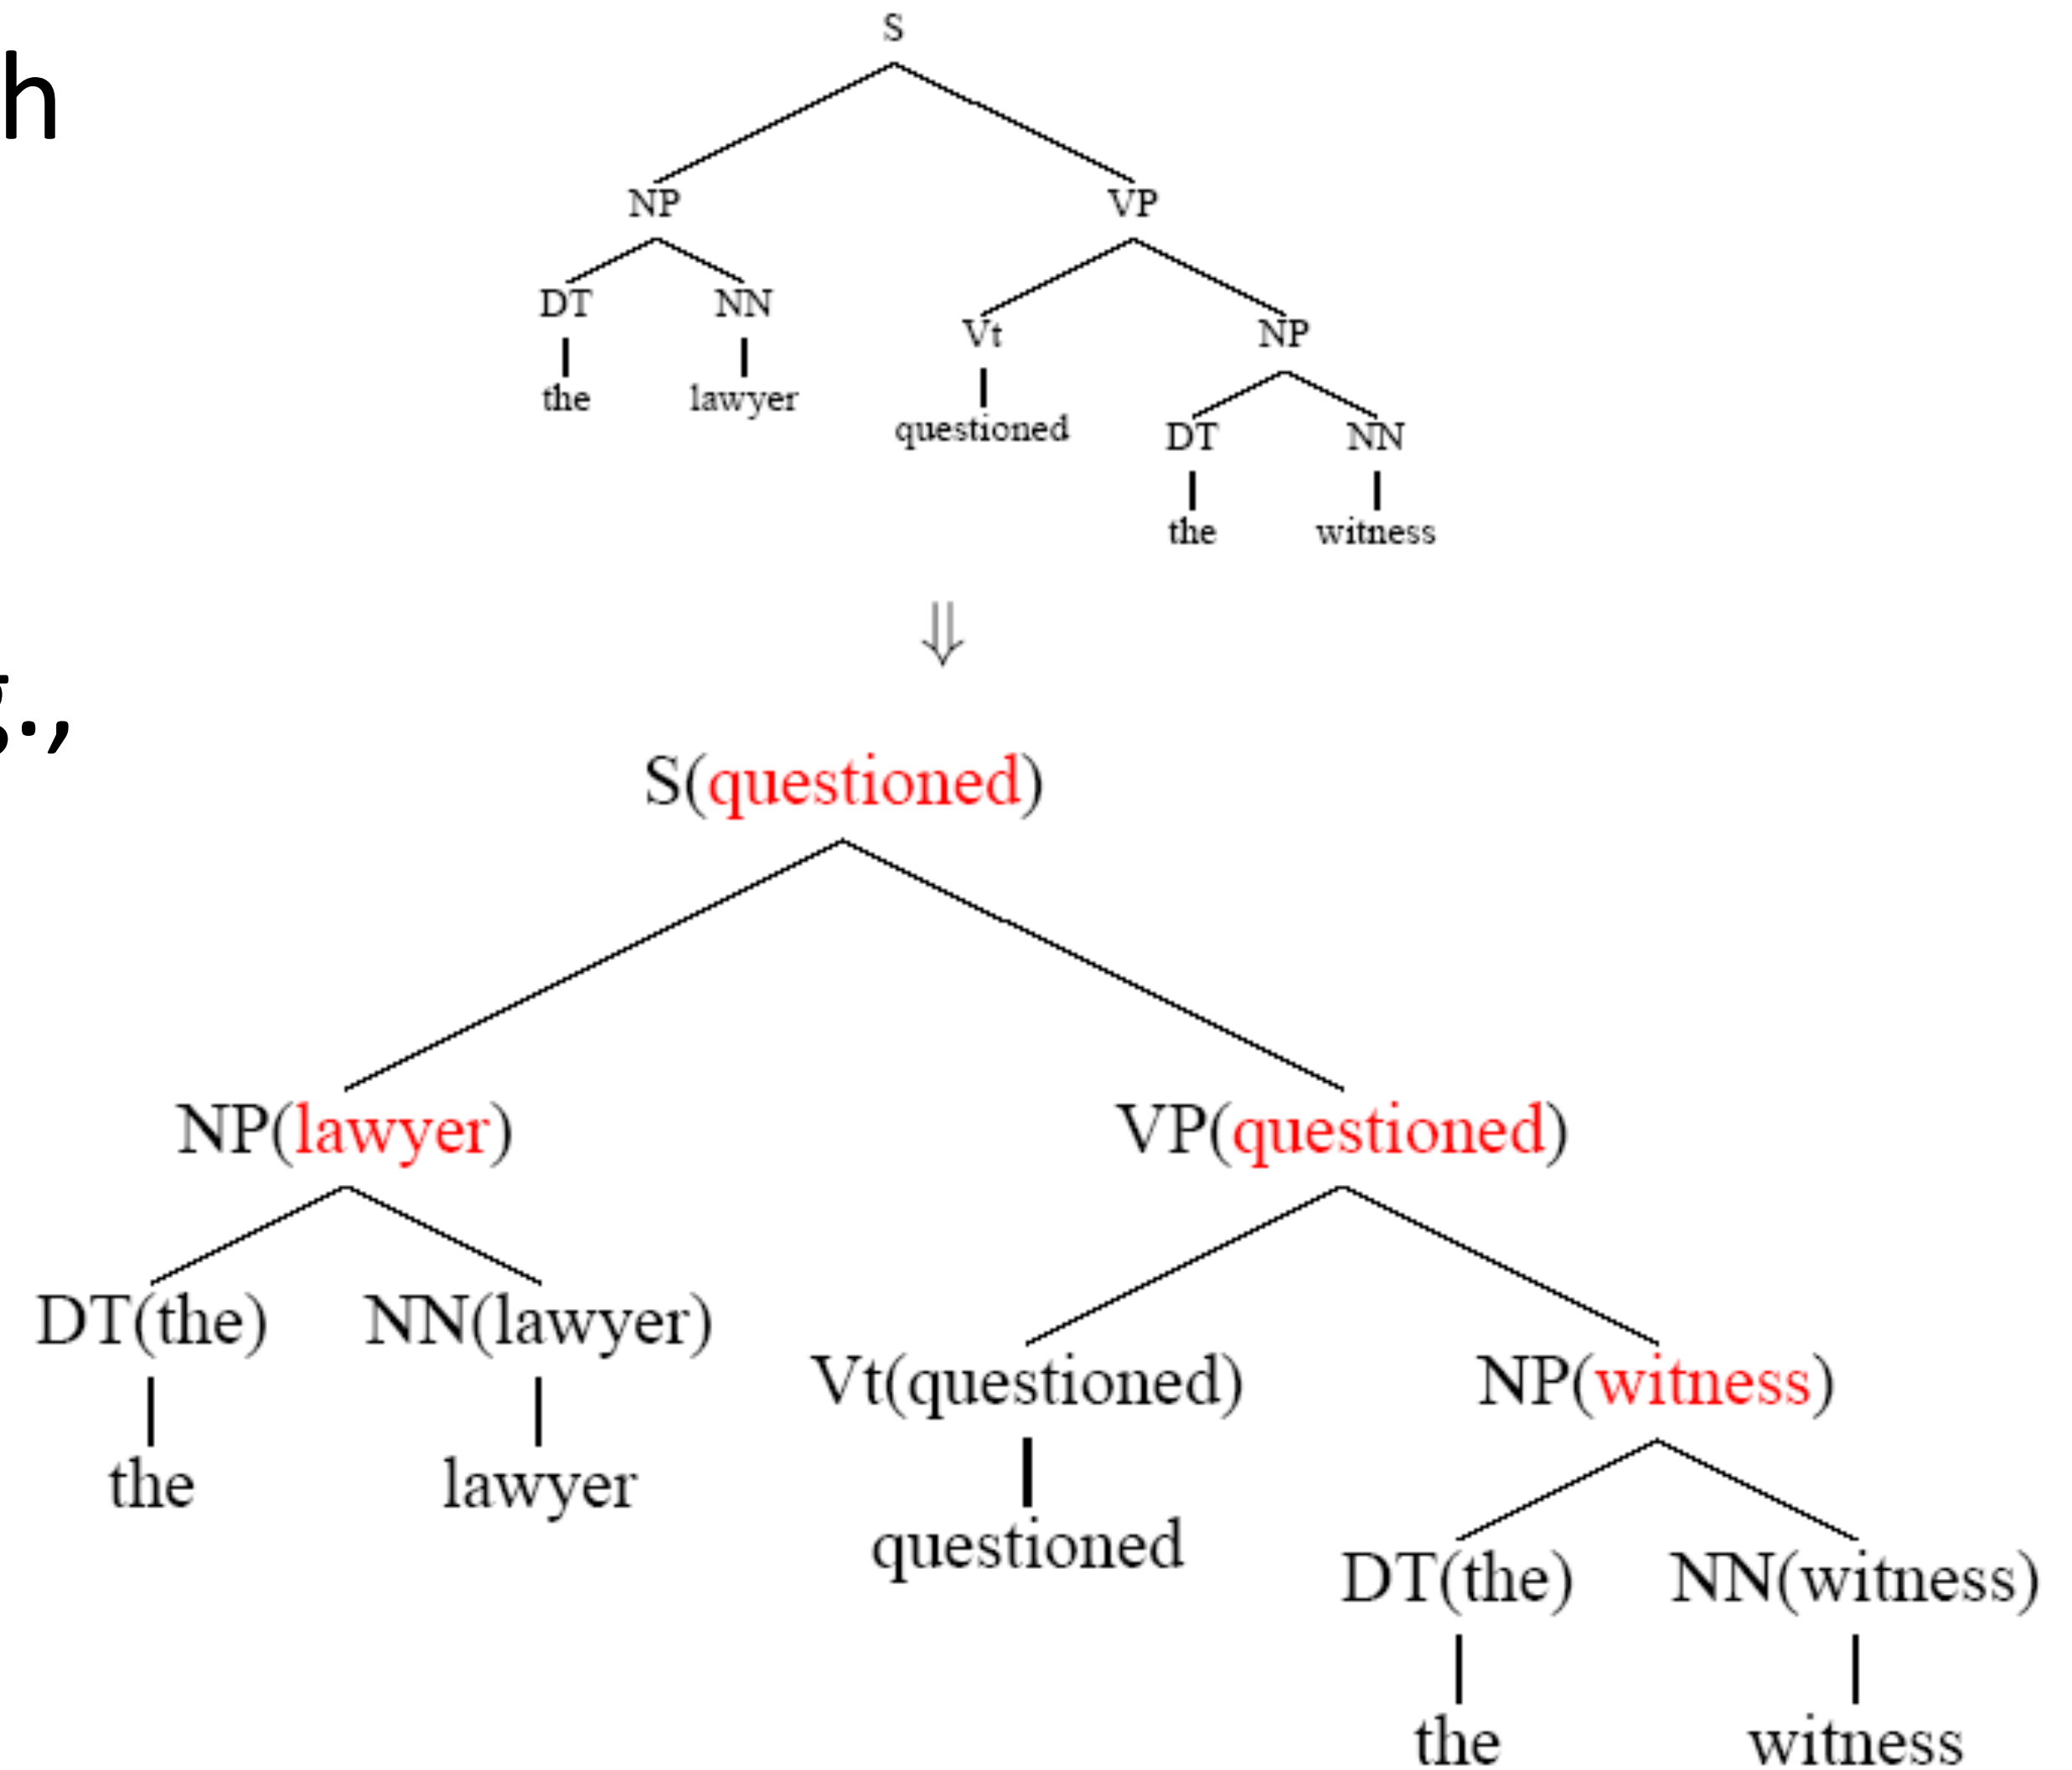 h
S
NP VP
DT NN
Vt NP
the lawyer
questioned
DT NN
the witness
⇓
g.,
S(questioned)
NP(lawyer) VP(questioned)
DT(the) NN(lawyer)
Vt(questioned) NP(witness)
the lawyer
questioned
DT(the) NN(witness)
the witness